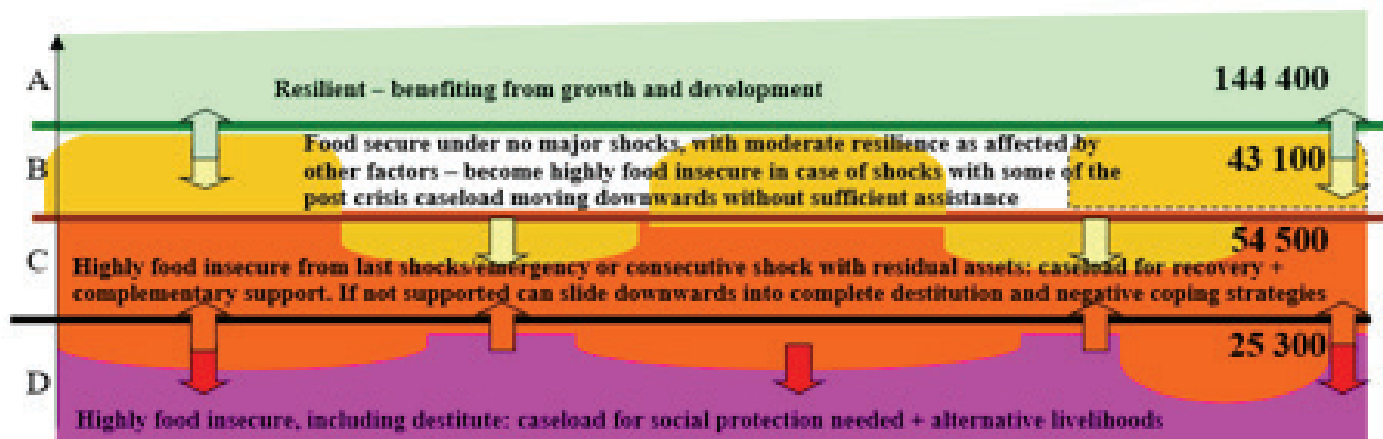 A
Resilient – benefiting from growth and development
144 400
B
Food secure under no major shocks, with moderate resilience as affected by
other factors – become highly food insecure in case of shocks with some of the
post crisis caseload moving downwards without sufficient assistance
43 100
C
54 500
Highly food insecure from last shocks/emergency or consecutive shock with residual assets: caseload for recovery +
complementary support. If not supported can slide downwards into complete destitution and negative coping strategies
25 300
D
Highly food insecure, including destitute: caseload for social protection needed + alternative livelihoods